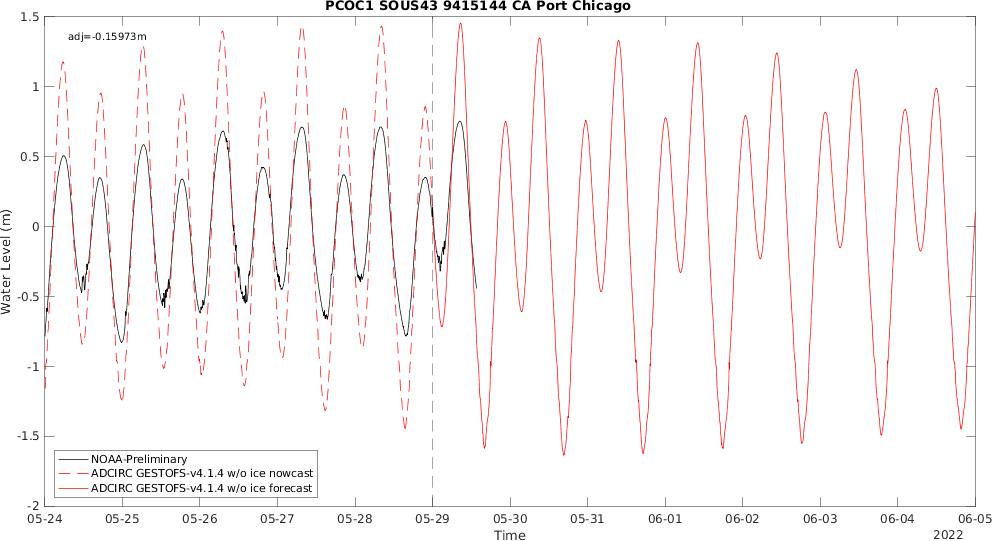 PCOC1 SOUS43 9415144 CA Port Chicago
adj=-0.15973m
1.5
1
0.5
0
-0.5
-1
-1.5
-2
Water Level (m)
NOAA-Preliminary
ADCIRC GESTOFS-v4.1.4 w/o ice nowcast
ADCIRC GESTOFS-v4.1.4 w/o ice forecast
05-24 05-25 05-26 05-27 05-28 05-29 05-30 05-31 06-01 06-02 06-03 06-04 06-05
Time
2022